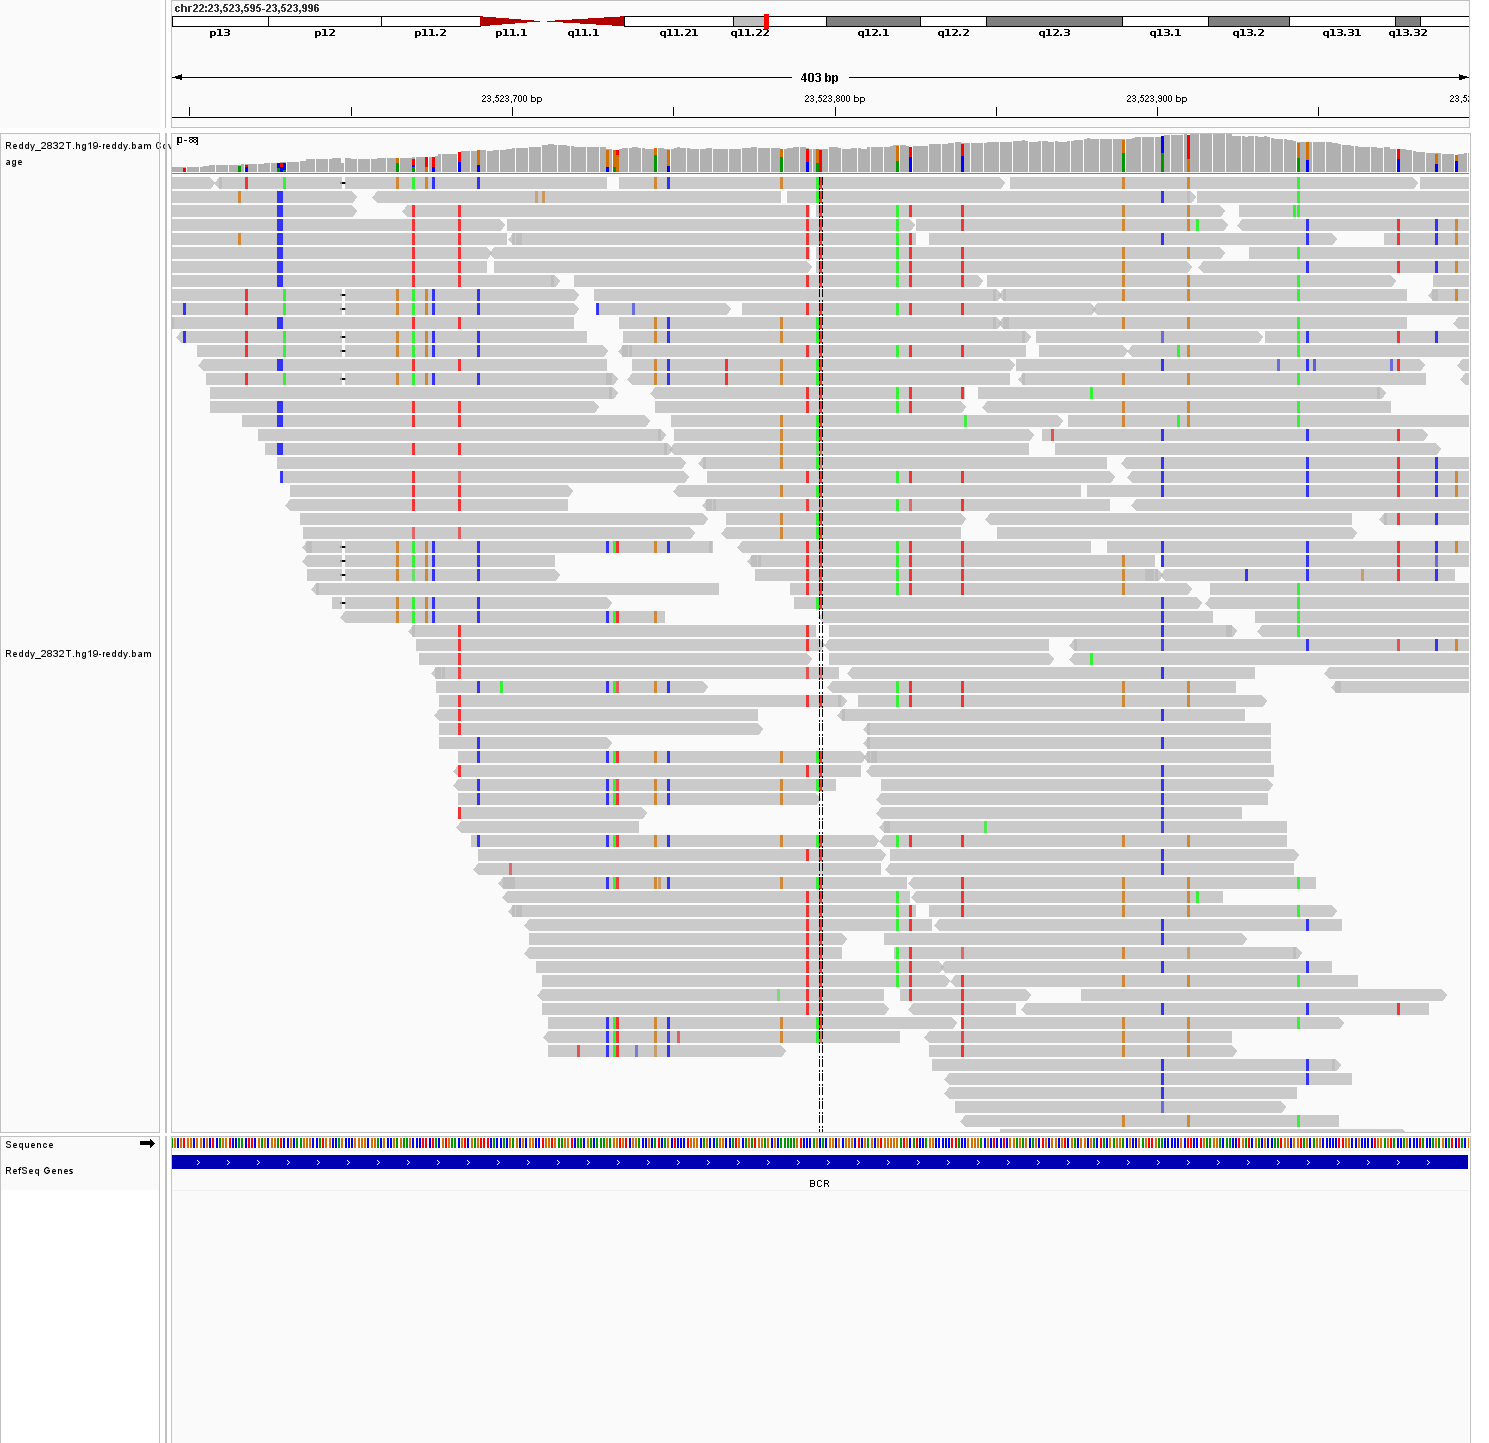 chr22:23,523,595-23,523,996
p13 p12 p11.2 p11.1 q11.1 q11.21 q11.22 q12.1 q12.2 q12.3 q13.1 q13.2 q13.31 q13.32
403 bp
23,523,700 bp 23,523,800 bp 23,523,900 bp 23,52
Reddy_2832T.hg19-reddy.bam Cov
age
[0-88]
Reddy_2832T.hg19-reddy.bam
Sequence
RefSeq Genes
BCR